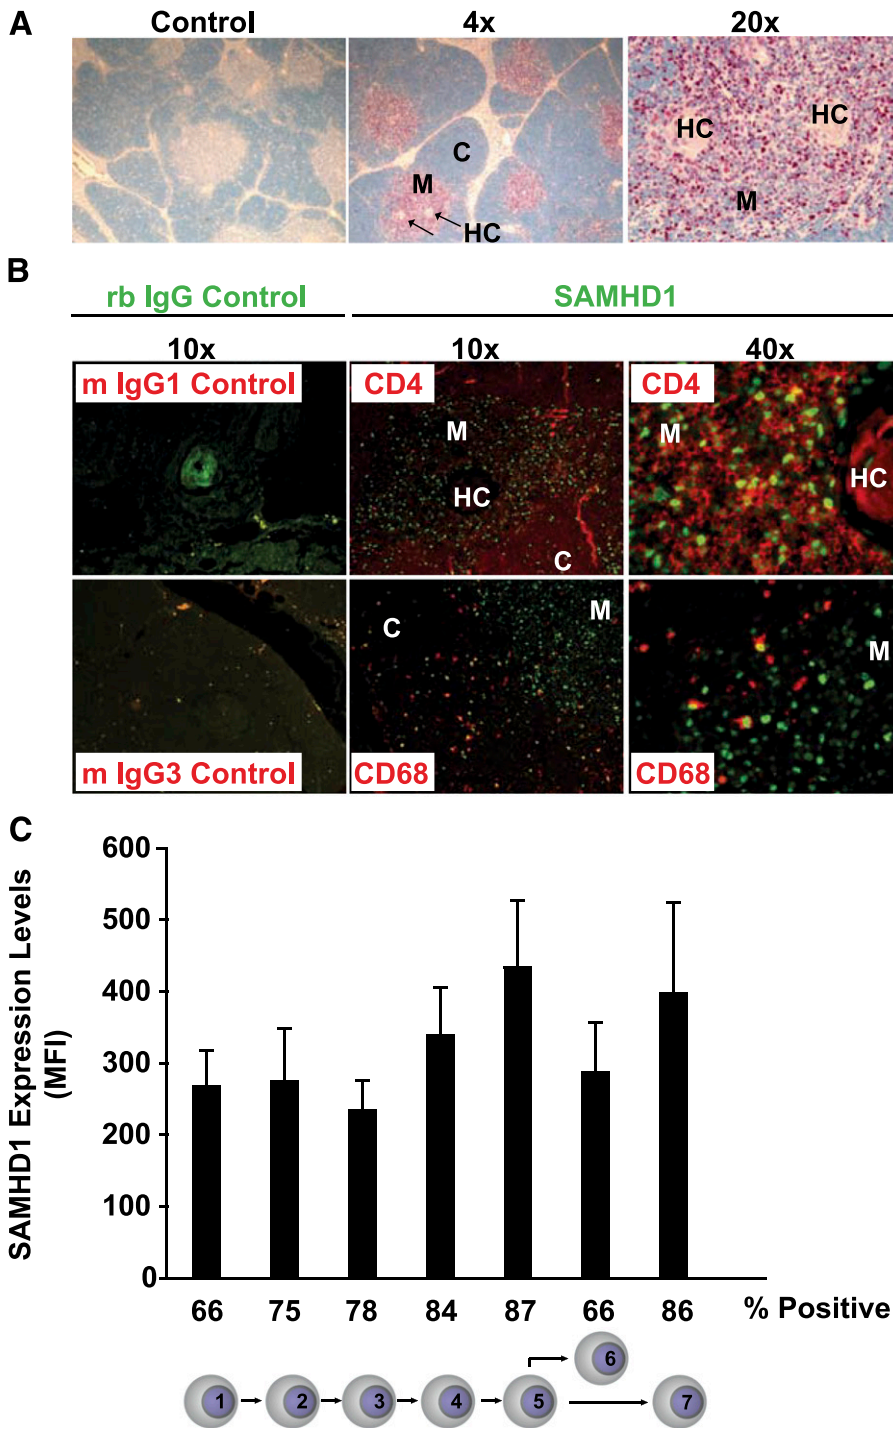 A
Control 4x 20x
C
M
HC
HC HC
M
B
rb IgG Control SAMHD1
10x 10x 40x
m IgG1 Control CD4 CD4
M
HC
C
M
HC
C M
M
m IgG3 Control CD68 CD68
C
SAMHD1 Expression Levels
(MFI)
600
500
400
300
200
100
0
66 75 78 84 87 66 86 % Positive
6
1 2 3 4 5 7